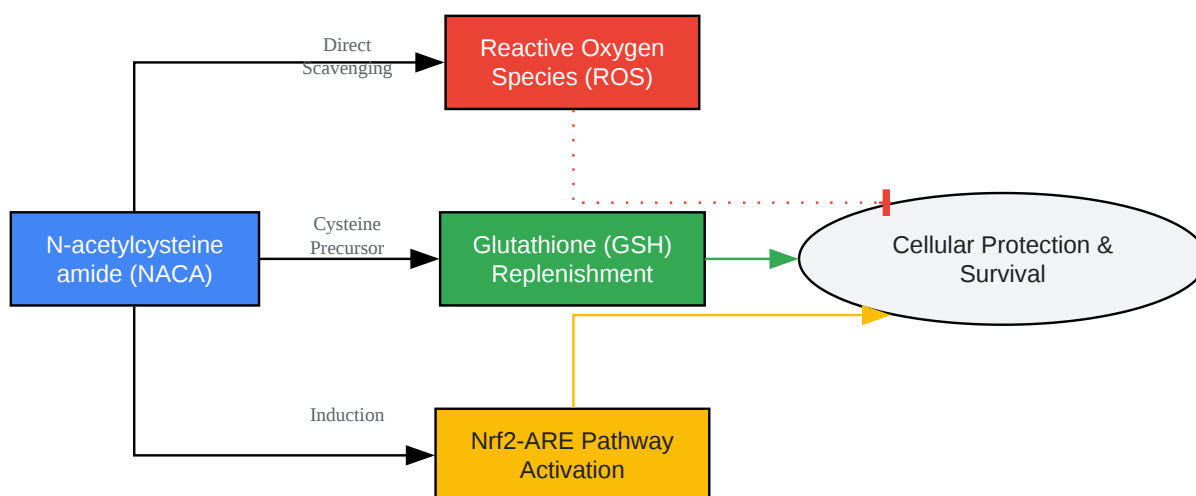 Direct
Scavenging
Reactive Oxygen
Species (ROS)
N-acetylcysteine
amide (NACA)
Cysteine
Precursor
Glutathione (GSH)
Replenishment
Cellular Protection &
Survival
Induction
Nrf2-ARE Pathway
Activation